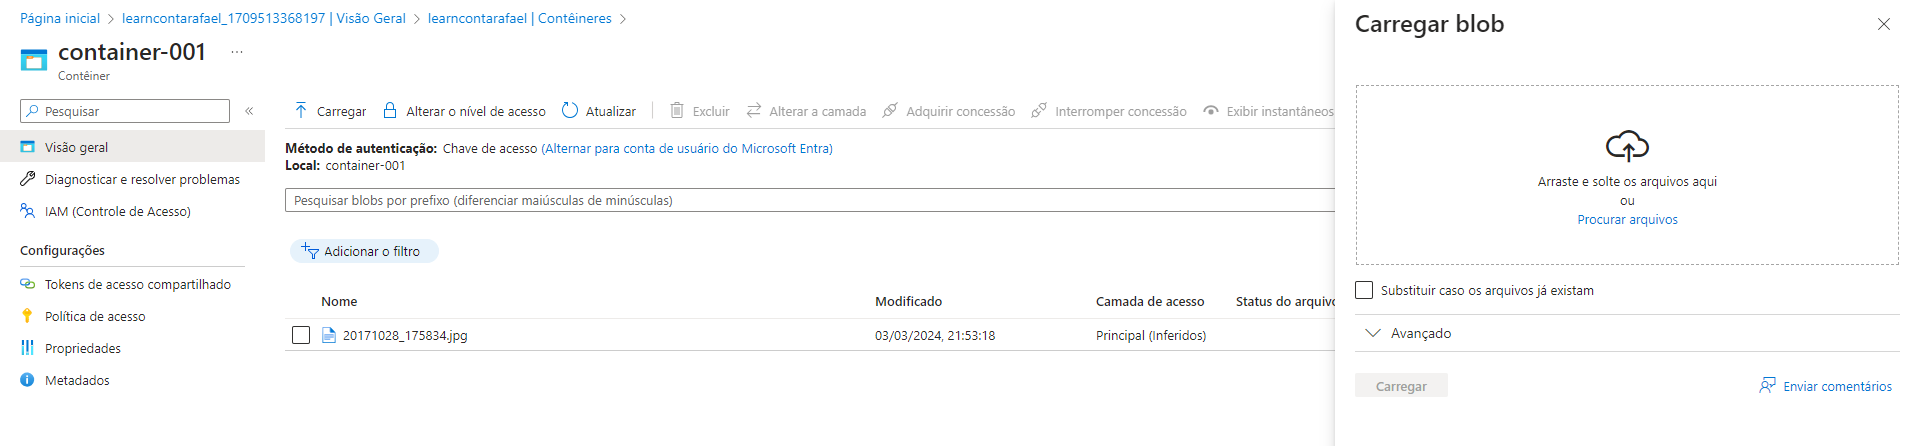 Página inicial > learncontarafael_1709513368197 | Visão Geral > learncontarafael | Contêineres >
container-001 ...
Contêiner
Pesquisar
Visão geral
Diagnosticar e resolver problemas
IAM (Controle de Acesso)
Configurações
Tokens de acesso compartilhado
Política de acesso
Propriedades
Metadados
Carregar Alterar o nível de acesso Atualizar Excluir Alterar a camada Adquirir concessão Interromper concessão Exibir instantâneos
Método de autenticação: Chave de acesso (Alternar para conta de usuário do Microsoft Entra)
Local: container-001
Pesquisar blobs por prefixo (diferenciar maiúsculas de minúsculas)
Adicionar o filtro
Nome Modificado Camada de acesso Status do arquivo
20171028_175834.jpg 03/03/2024, 21:53:18 Principal (Inferidos)
Carregar blob
Arraste e solte os arquivos aqui
ou
Procurar arquivos
Substituir caso os arquivos já existam
Avançado
Carregar Enviar comentários